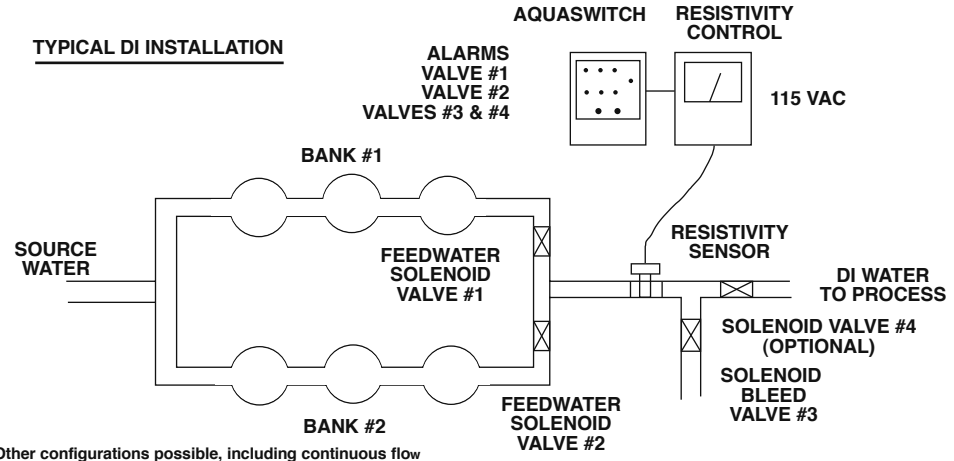 TYPICAL DI INSTALLATION
AQUASWITCH
RESISTIVITY
CONTROL
ALARMS
VALVE #1
VALVE #2
VALVES #3 & #4
115 VAC
BANK #1
SOURCE
WATER
FEEDWATER
SOLENOID
VALVE #1
RESISTIVITY
SENSOR
DI WATER
TO PROCESS
SOLENOID VALVE #4
(OPTIONAL)
SOLENOID
BLEED
VALVE #3
BANK #2
FEEDWATER
SOLENOID
VALVE #2
Other configurations possible, including continuous flow